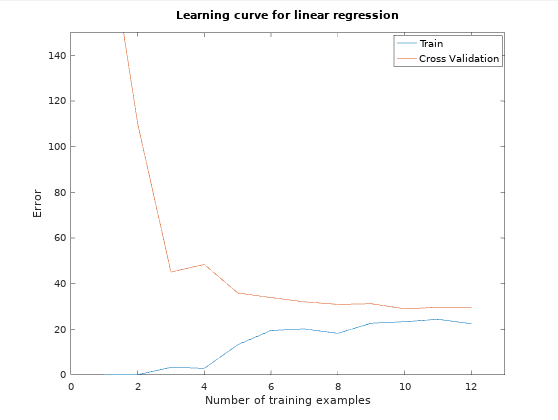 Learning curve for linear regression
Train
Cross Validation
140
120
100
80
60
40
20
0
Error
0 2 4 6 8 10 12
Number of training examples